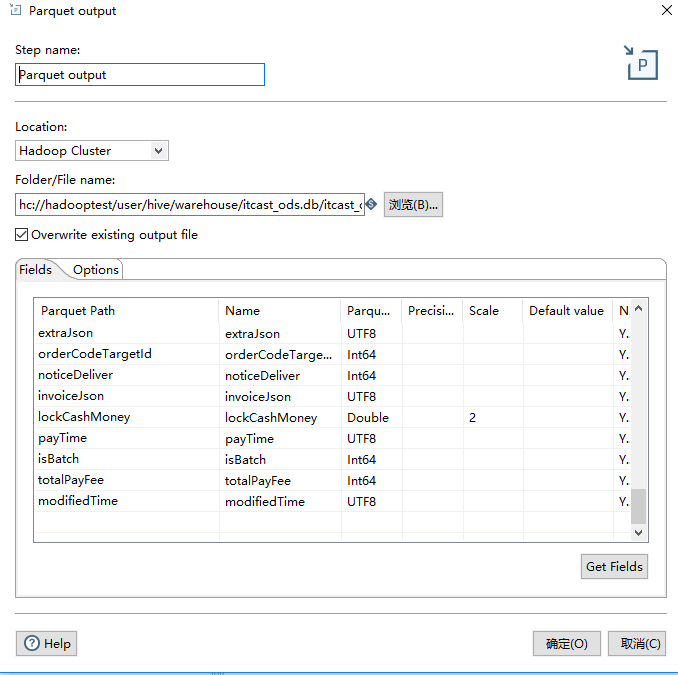 Parquet output
Step name:
Parquet output
P
Location:
Hadoop Cluster
Folder/File name:
hc://hadooptest/user/hive/warehouse/itcast_ods.db/itcast_ 浏览(B)...
Overwrite existing output file
Fields Options
Parquet Path Name Parqu... Precisi... Scale Default value N
extraJson extraJson UTF8 Y.
orderCodeTargetId orderCodeTarge... Int64 Y.
noticeDeliver noticeDeliver Int64 Y.
invoiceJson invoiceJson UTF8 Y.
lockCashMoney lockCashMoney Double 2 Y.
payTime payTime UTF8 Y.
isBatch isBatch Int64 Y.
totalPayFee totalPayFee Int64 Y.
modifiedTime modifiedTime UTF8 Y.
Get Fields
Help 确定(O) 取消(C)